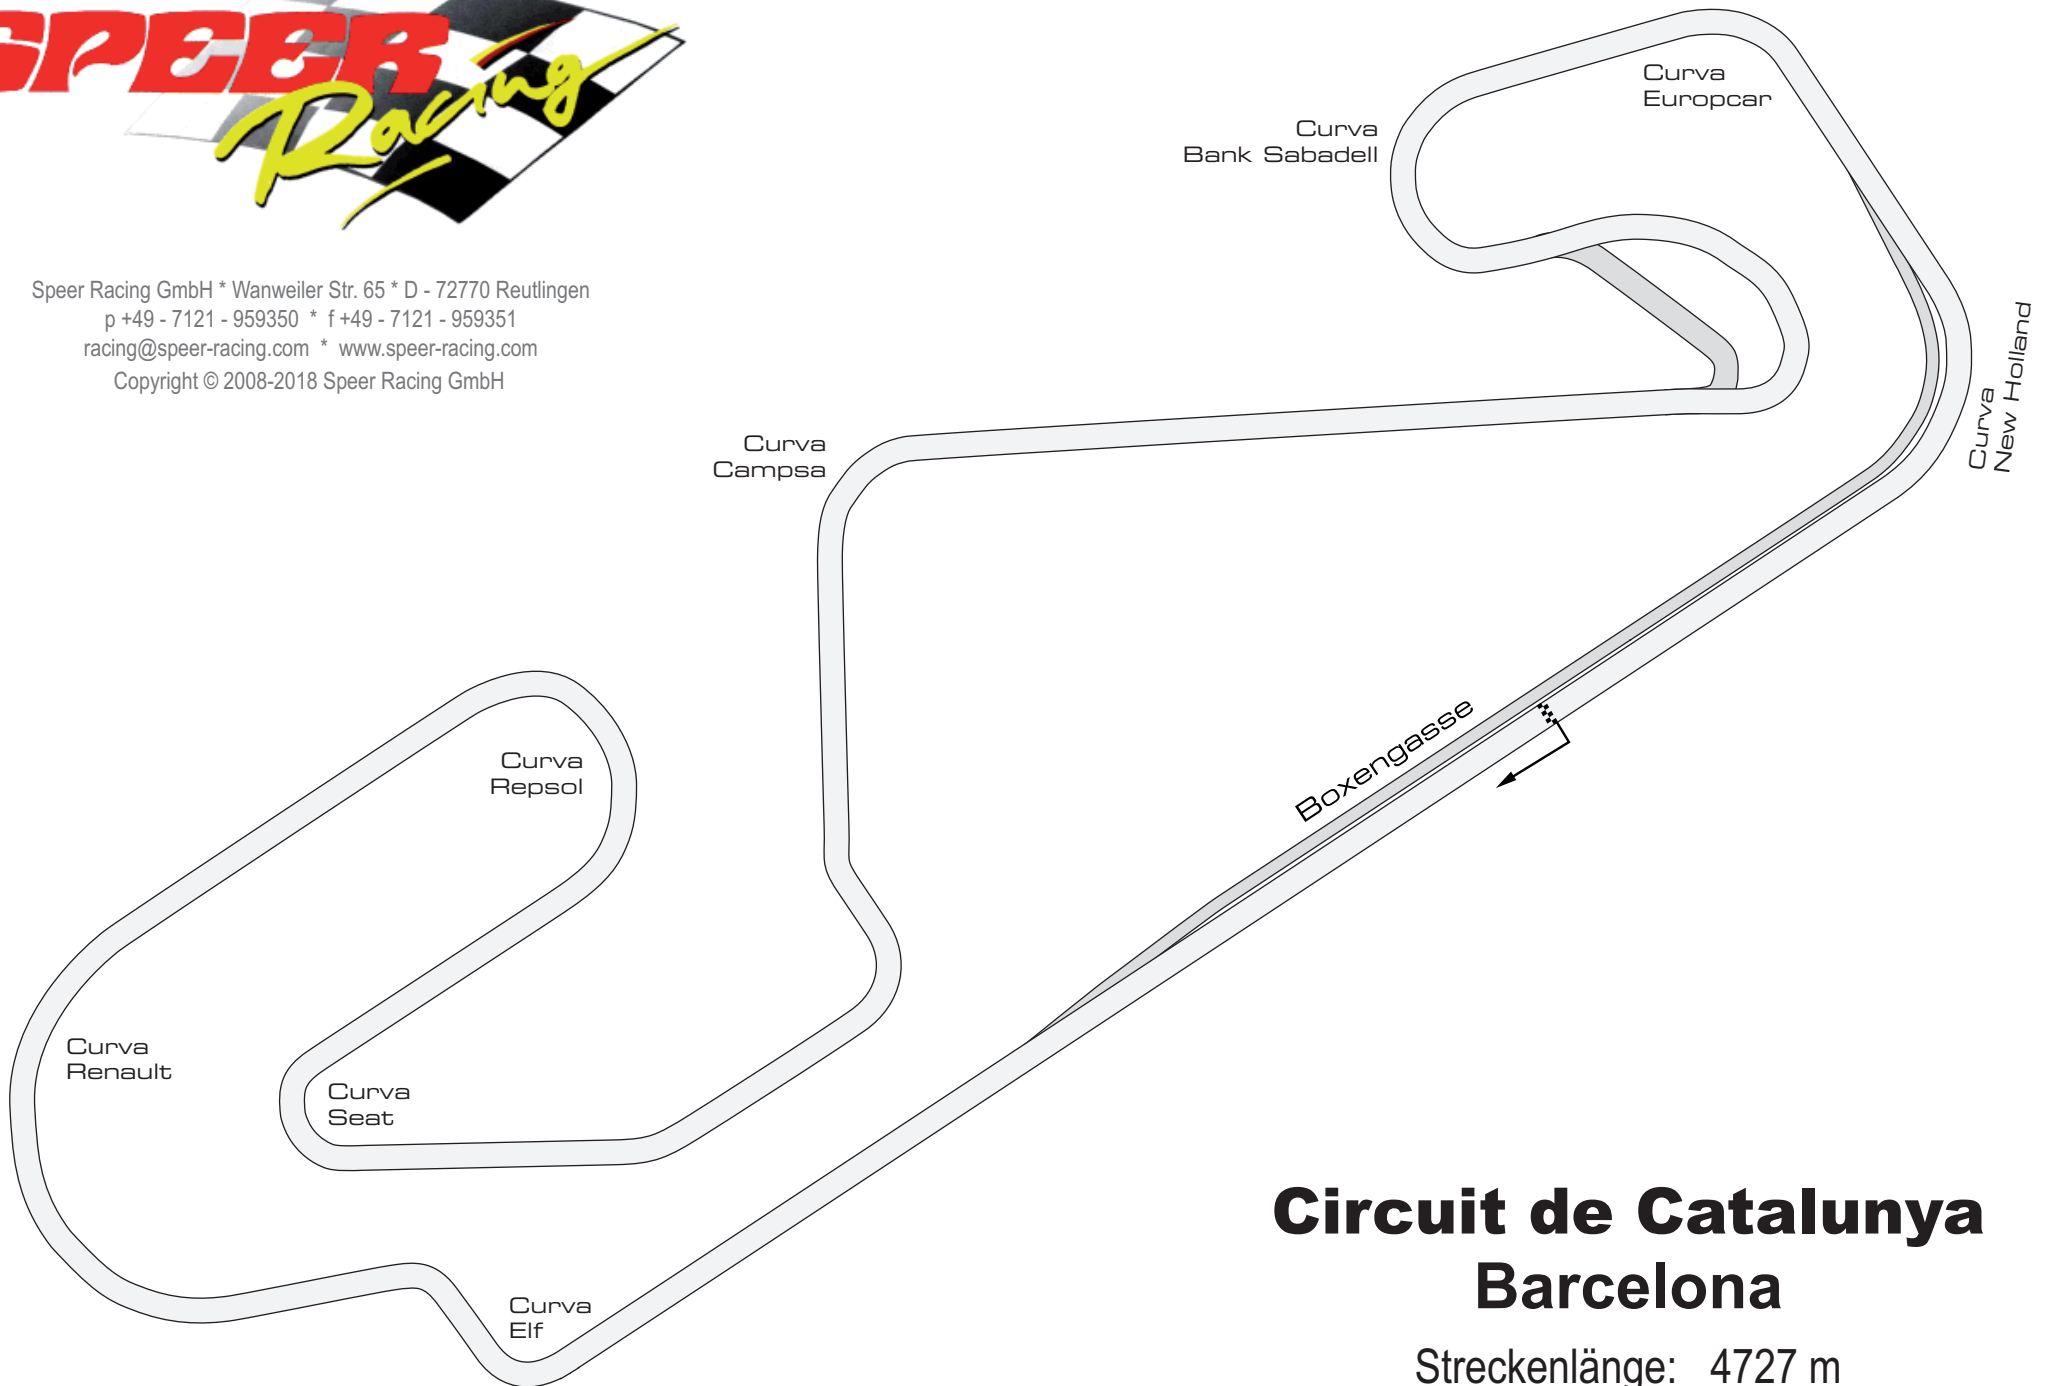 SPEER
Racing
Speer Racing GmbH * Wanweiler Str. 65 * D - 72770 Reutlingen
p +49 - 7121 - 959350 * f +49 - 7121 - 959351
racing@speer-racing.com * www.speer-racing.com
Copyright © 2008-2018 Speer Racing GmbH
Curva
Europcar
Curva
Bank Sabadell
Curva
New Holland
Curva
Campsa
Boxengasse
Curva
Repsol
Curva
Renault
Curva
Seat
Curva
Elf
Circuit de Catalunya
Barcelona
Streckenlänge: 4727 m